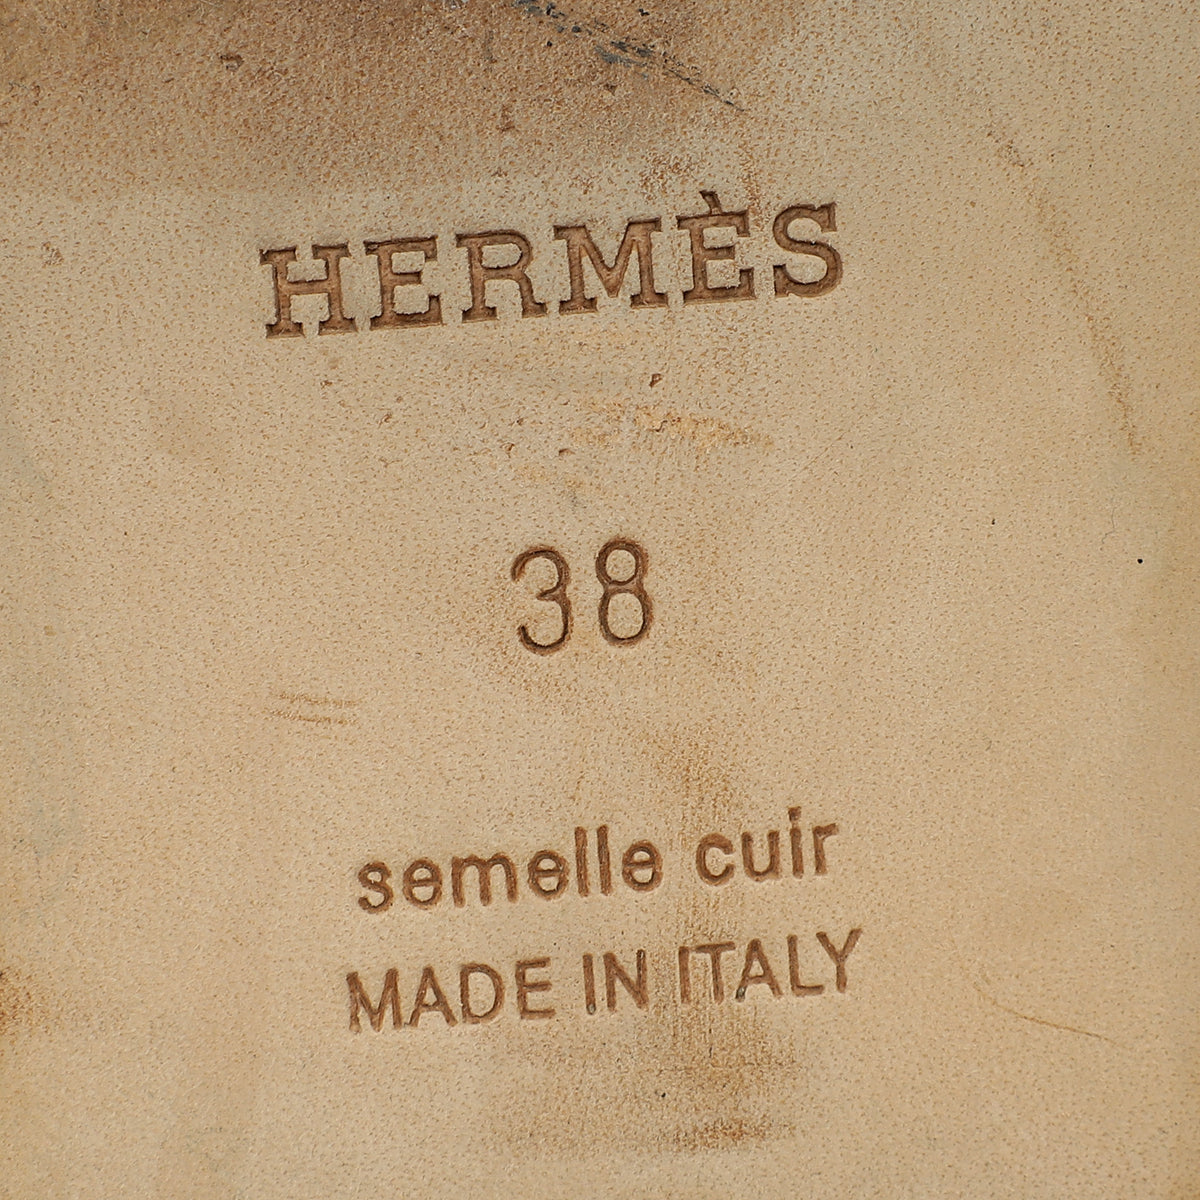 HERMÈS
38
semelle cuir
MADE IN ITALY